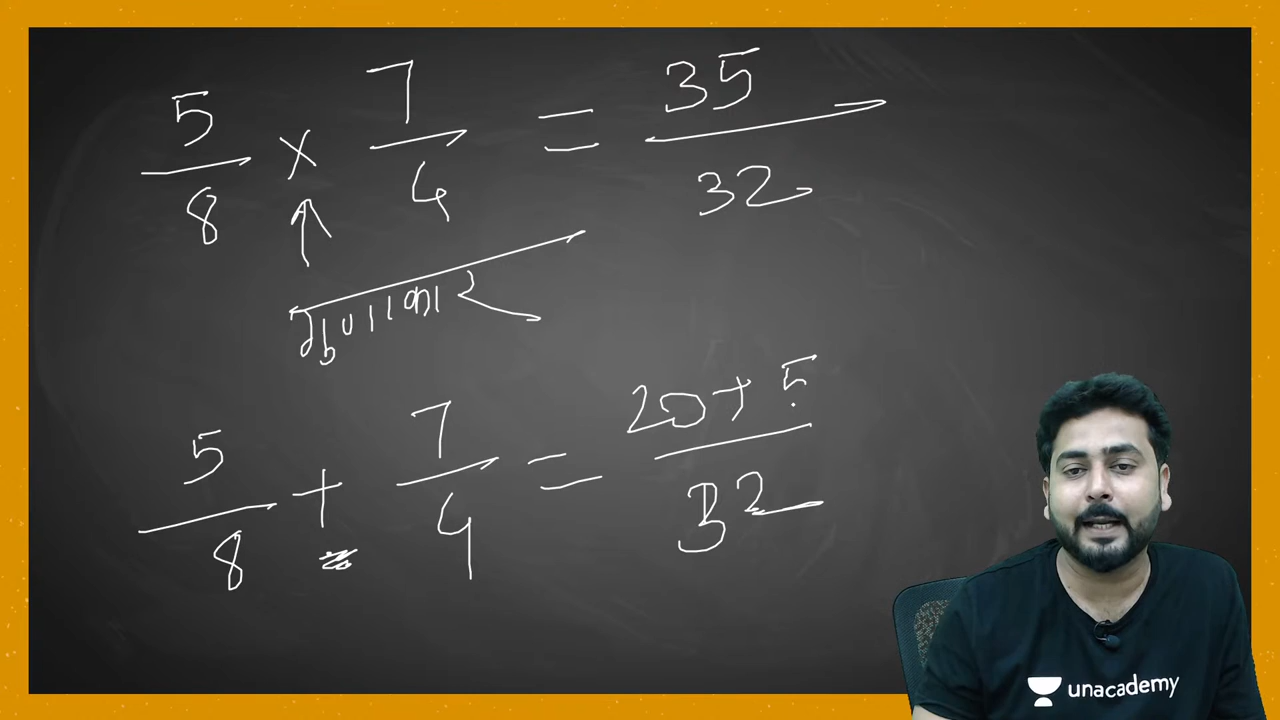 5/8 × 7/4 = 35/32
गुणाकार
5/8 + 7/4 = 20+5/32
unacademy